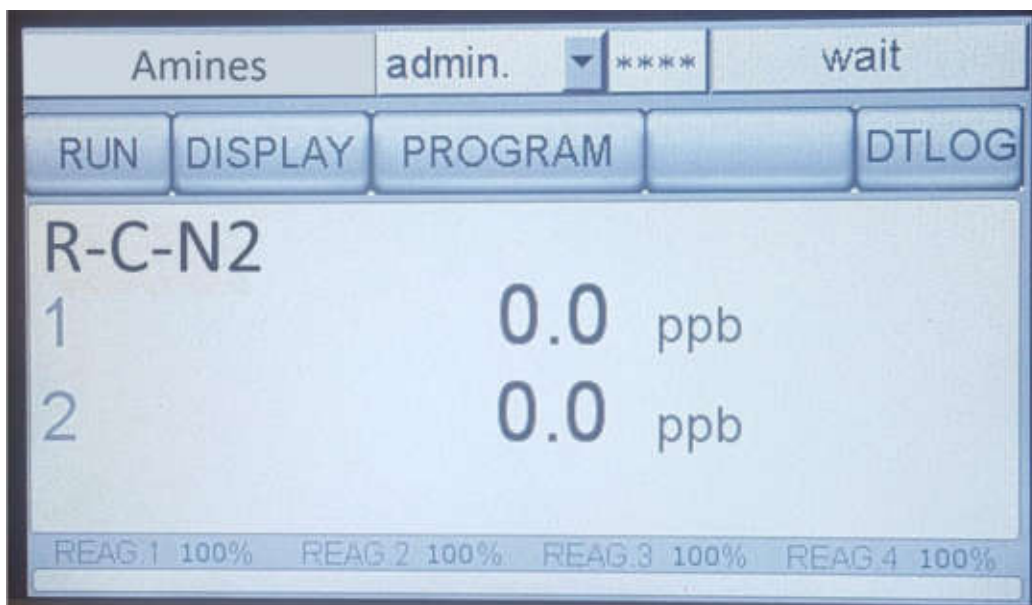 Amines admin. **** wait
RUN DISPLAY PROGRAM DTLOG
R-C-N2
1 0.0 ppb
2 0.0 ppb
REAG.1 100% REAG.2 100% REAG.3 100% REAG.4 100%